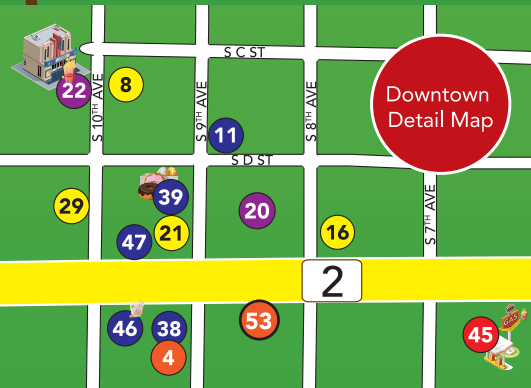 S C ST
22
8
S 10TH AVE
S 9TH AVE
S 8TH AVE
Downtown
Detail Map
11
S D ST
39
29
20
S 7TH AVE
21
16
47
2
53
46
38
GAS
45
4